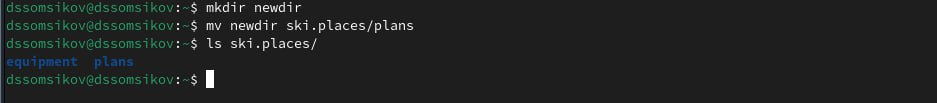 dssomsikov@dssomsikov:~$ mkdir newdir
dssomsikov@dssomsikov:~$ mv newdir ski.places/plans
dssomsikov@dssomsikov:~$ ls ski.places/
equipment  plans
dssomsikov@dssomsikov:~$